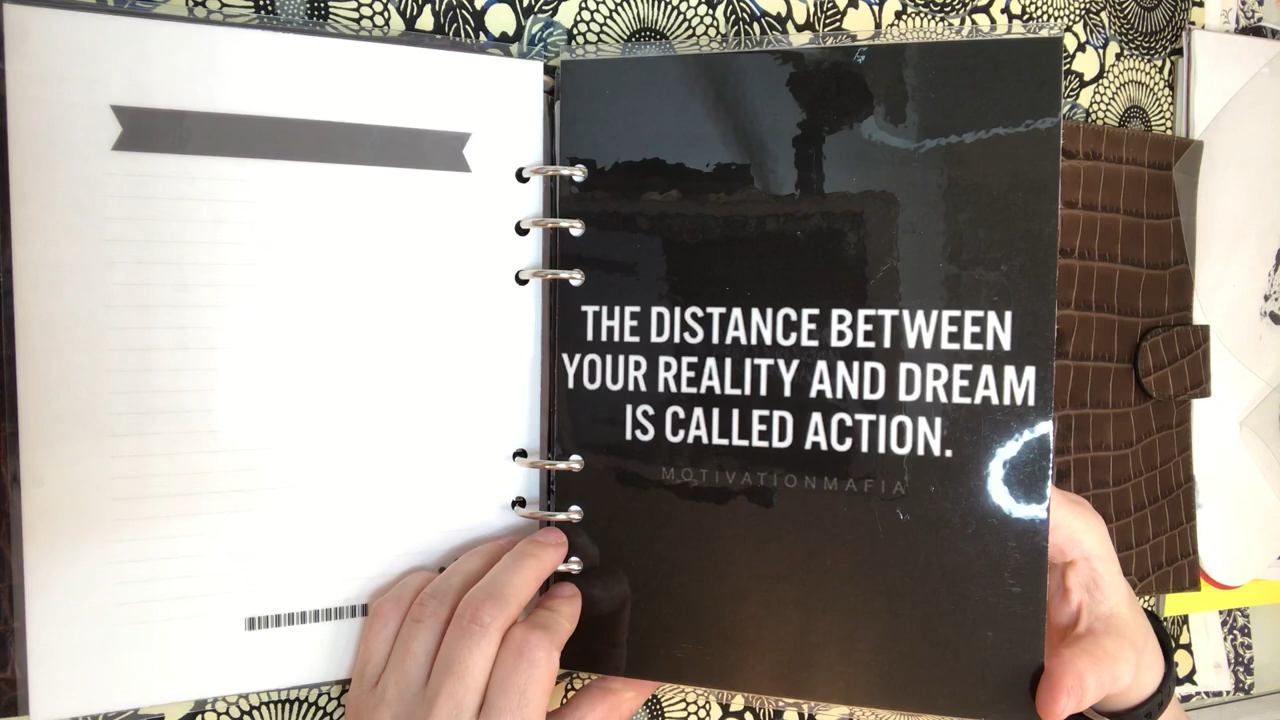 THE DISTANCE BETWEEN
YOUR REALITY AND DREAM
IS CALLED ACTION.
MOTIVATIONMAFIA